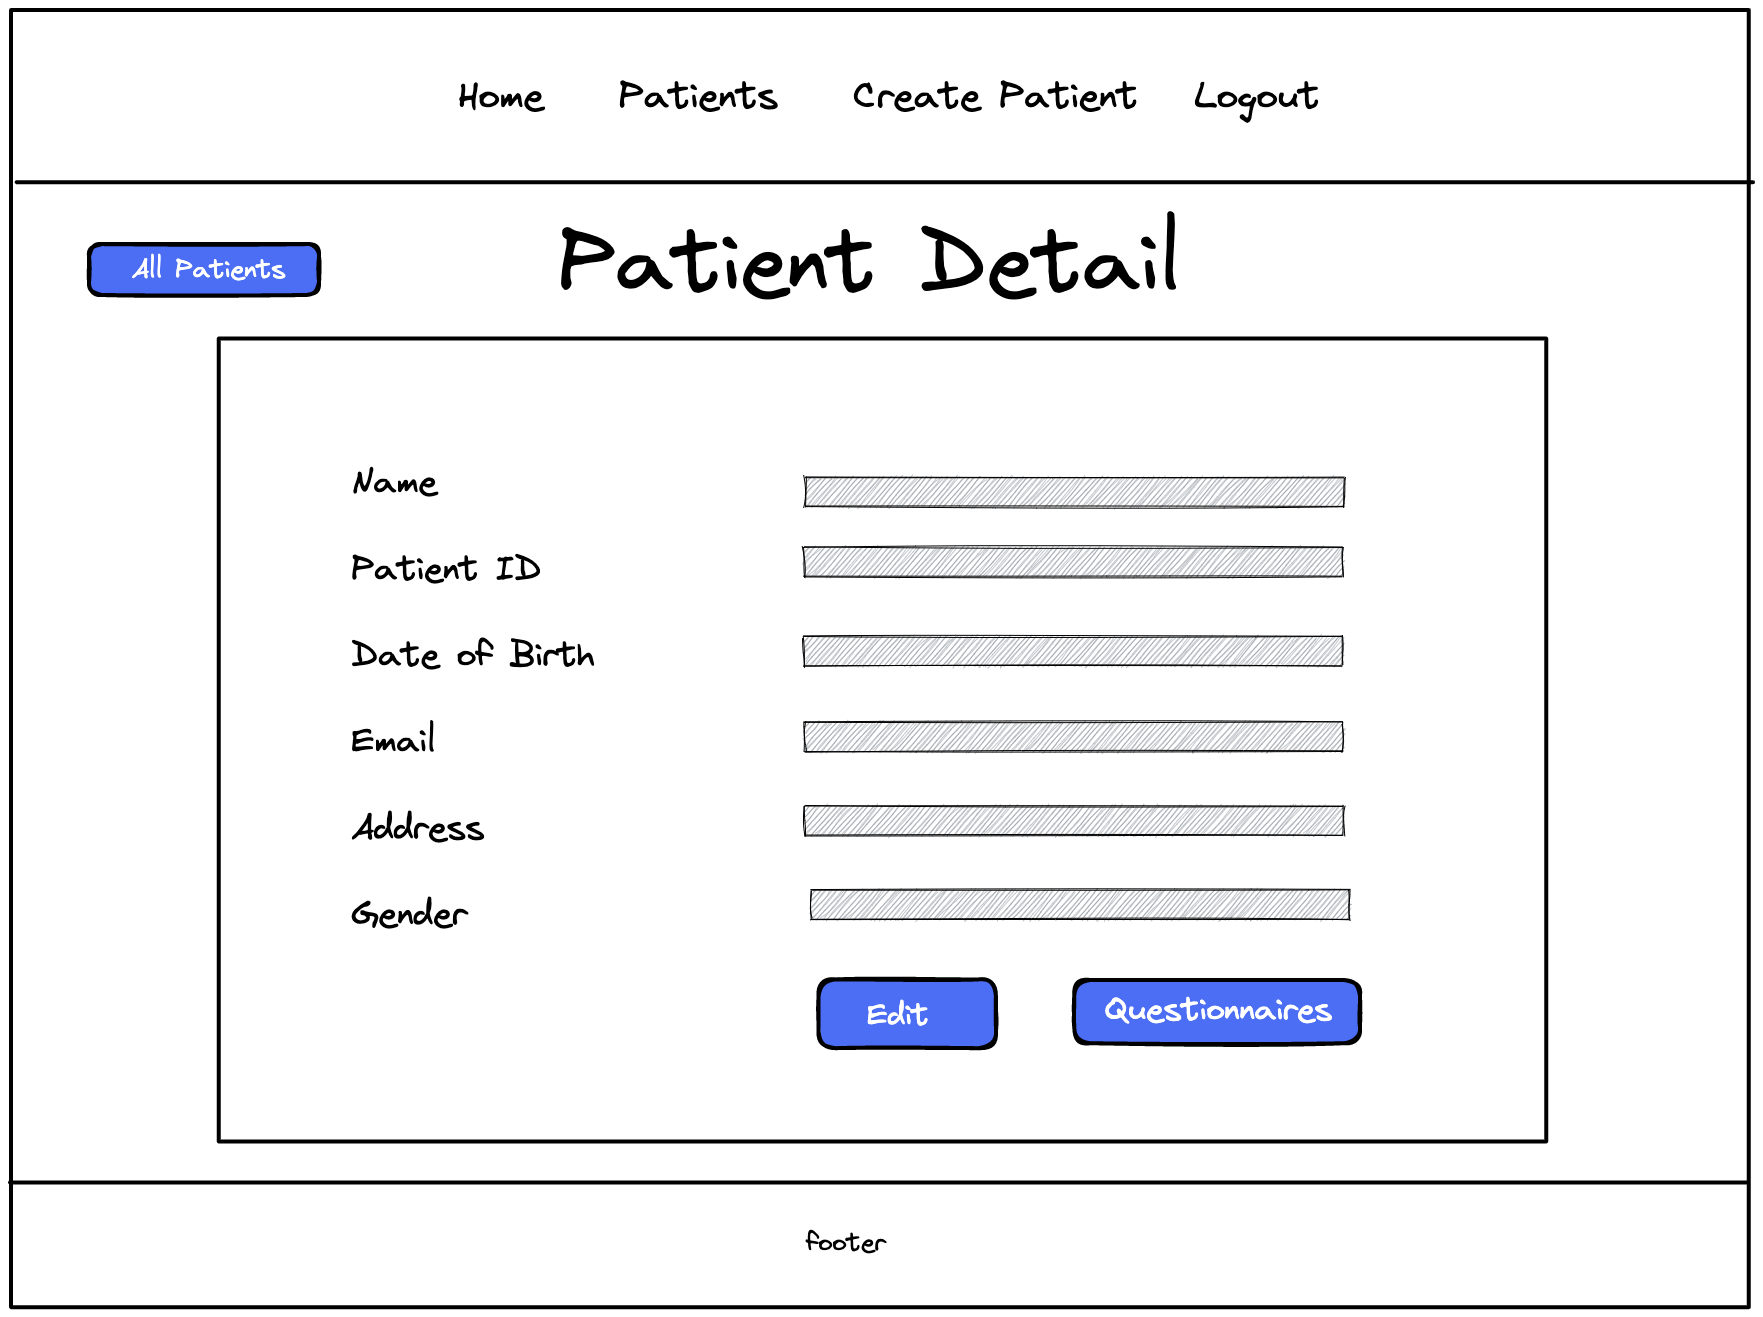 Home Patients Create Patient Logout
All Patients
Patient Detail
Name
Patient ID
Date of Birth
Email
Address
Gender
Edit
Questionnaires
footer